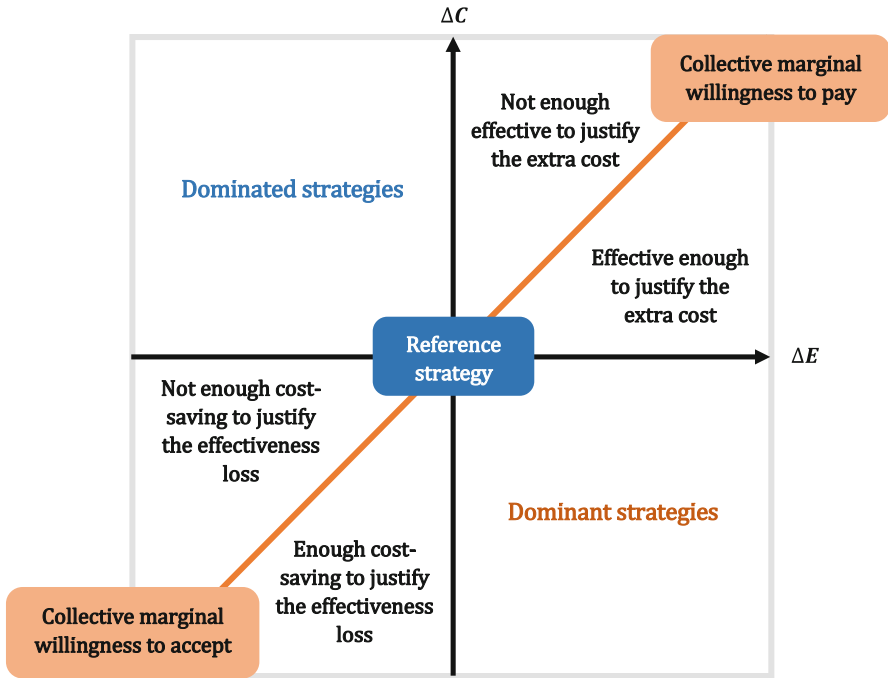 ΔC
Collective marginal
willingness to pay
Not enough
effective to justify
the extra cost
Dominated strategies
Effective enough
to justify the
extra cost
Reference
strategy
ΔE
Not enough cost-
saving to justify
the effectiveness
loss
Dominant strategies
Enough cost-
saving to justify
the effectiveness
loss
Collective marginal
willingness to accept